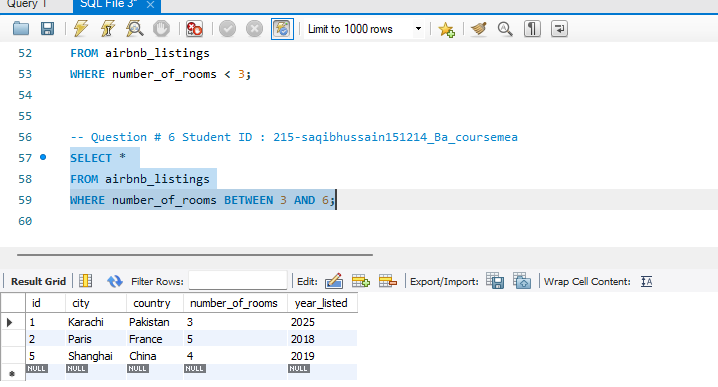 Query 1
SQL File 3*
Limit to 1000 rows
52 FROM airbnb_listings
53 WHERE number_of_rooms < 3;
54
55
56 -- Question # 6 Student ID : 215-saqibhussain151214_Ba_coursemea
57 SELECT *
58 FROM airbnb_listings
59 WHERE number_of_rooms BETWEEN 3 AND 6;
60
Result Grid Filter Rows: Edit: Export/Import: Wrap Cell Content:
id city country number_of_rooms year_listed
1 Karachi Pakistan 3 2025
2 Paris France 5 2018
5 Shanghai China 4 2019
NULL NULL NULL NULL NULL